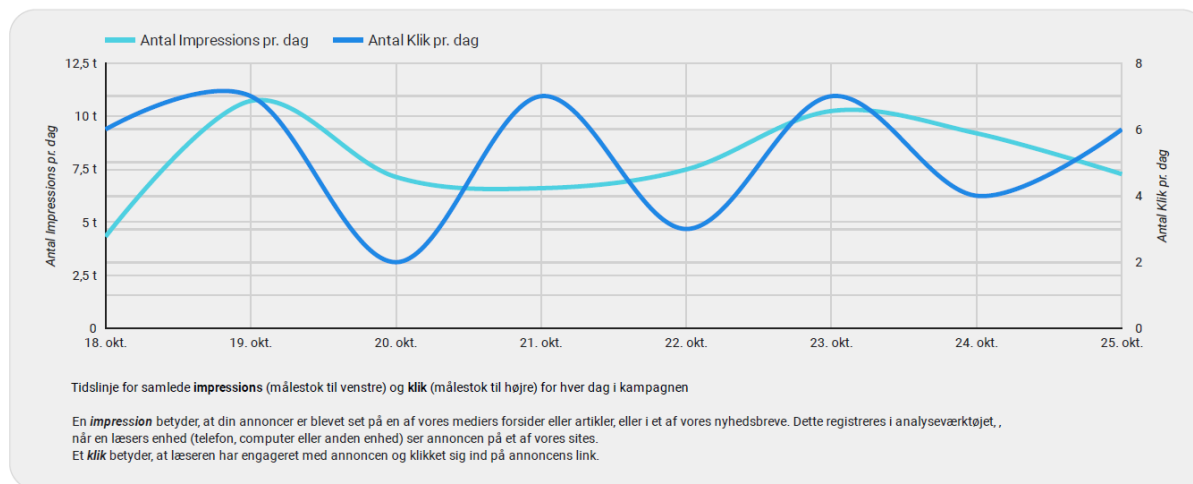 Antal Impressions pr. dag
Antal Klik pr. dag
12,5 t
10 t
7,5 t
5 t
2,5 t
0
Antal Impressions pr. dag
8
6
4
2
0
Antal Klik pr. dag
18. okt.
19. okt.
20. okt.
21. okt.
22. okt.
23. okt.
24. okt.
25. okt.
Tidslinje for samlede impressions (målestok til venstre) og klik (målestok til højre) for hver dag i kampagnen
En impression betyder, at din annoncer er blevet set på en af vores mediers forsider eller artikler, eller i et af vores nyhedsbreve. Dette registreres i analyseværktøjet, ,
når en læsers enhed (telefon, computer eller anden enhed) ser annoncen på et af vores sites.
Et klik betyder, at læseren har engageret med annoncen og klikket sig ind på annoncens link.